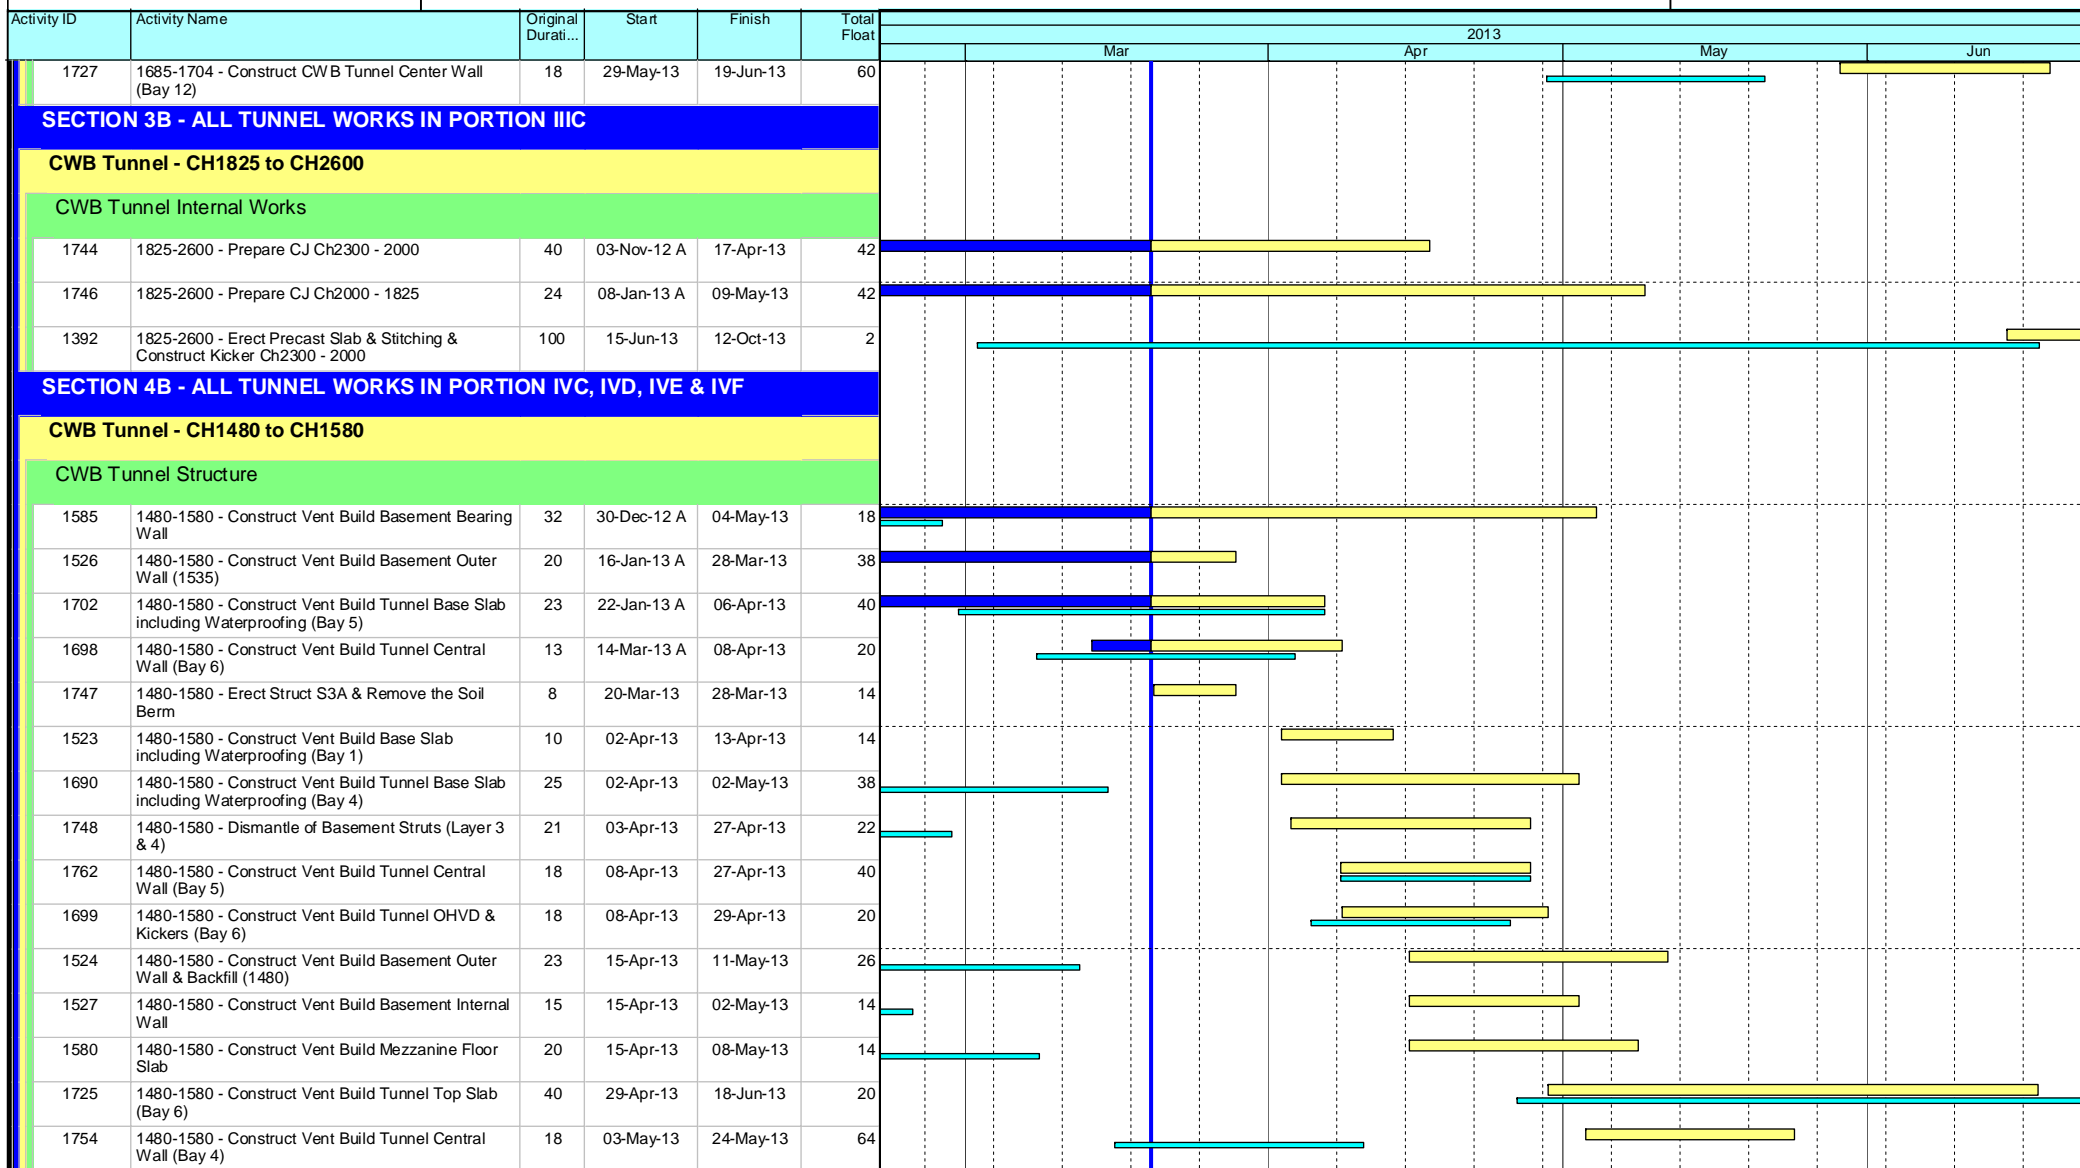 Activity ID Activity Name Original Durati... Start Finish Total Float
2013
Mar Apr May Jun
1727 1685-1704 - Construct CWB Tunnel Center Wall (Bay 12) 18 29-May-13 19-Jun-13 60
SECTION 3B - ALL TUNNEL WORKS IN PORTION IIIC
CWB Tunnel - CH1825 to CH2600
CWB Tunnel Internal Works
1744 1825-2600 - Prepare CJ Ch2300 - 2000 40 03-Nov-12 A 17-Apr-13 42
1746 1825-2600 - Prepare CJ Ch2000 - 1825 24 08-Jan-13 A 09-May-13 42
1392 1825-2600 - Erect Precast Slab & Stitching & Construct Kicker Ch2300 - 2000 100 15-Jun-13 12-Oct-13 2
SECTION 4B - ALL TUNNEL WORKS IN PORTION IVC, IVD, IVE & IVF
CWB Tunnel - CH1480 to CH1580
CWB Tunnel Structure
1585 1480-1580 - Construct Vent Build Basement Bearing Wall 32 30-Dec-12 A 04-May-13 18
1526 1480-1580 - Construct Vent Build Basement Outer Wall (1535) 20 16-Jan-13 A 28-Mar-13 38
1702 1480-1580 - Construct Vent Build Tunnel Base Slab including Waterproofing (Bay 5) 23 22-Jan-13 A 06-Apr-13 40
1698 1480-1580 - Construct Vent Build Tunnel Central Wall (Bay 6) 13 14-Mar-13 A 08-Apr-13 20
1747 1480-1580 - Erect Struct S3A & Remove the Soil Berm 8 20-Mar-13 28-Mar-13 14
1523 1480-1580 - Construct Vent Build Base Slab including Waterproofing (Bay 1) 10 02-Apr-13 13-Apr-13 14
1690 1480-1580 - Construct Vent Build Tunnel Base Slab including Waterproofing (Bay 4) 25 02-Apr-13 02-May-13 38
1748 1480-1580 - Dismantle of Basement Struts (Layer 3 & 4) 21 03-Apr-13 27-Apr-13 22
1762 1480-1580 - Construct Vent Build Tunnel Central Wall (Bay 5) 18 08-Apr-13 27-Apr-13 40
1699 1480-1580 - Construct Vent Build Tunnel OHVD & Kickers (Bay 6) 18 08-Apr-13 29-Apr-13 20
1524 1480-1580 - Construct Vent Build Basement Outer Wall & Backfill (1480) 23 15-Apr-13 11-May-13 26
1527 1480-1580 - Construct Vent Build Basement Internal Wall 15 15-Apr-13 02-May-13 14
1580 1480-1580 - Construct Vent Build Mezzanine Floor Slab 20 15-Apr-13 08-May-13 14
1725 1480-1580 - Construct Vent Build Tunnel Top Slab (Bay 6) 40 29-Apr-13 18-Jun-13 20
1754 1480-1580 - Construct Vent Build Tunnel Central Wall (Bay 4) 18 03-May-13 24-May-13 64